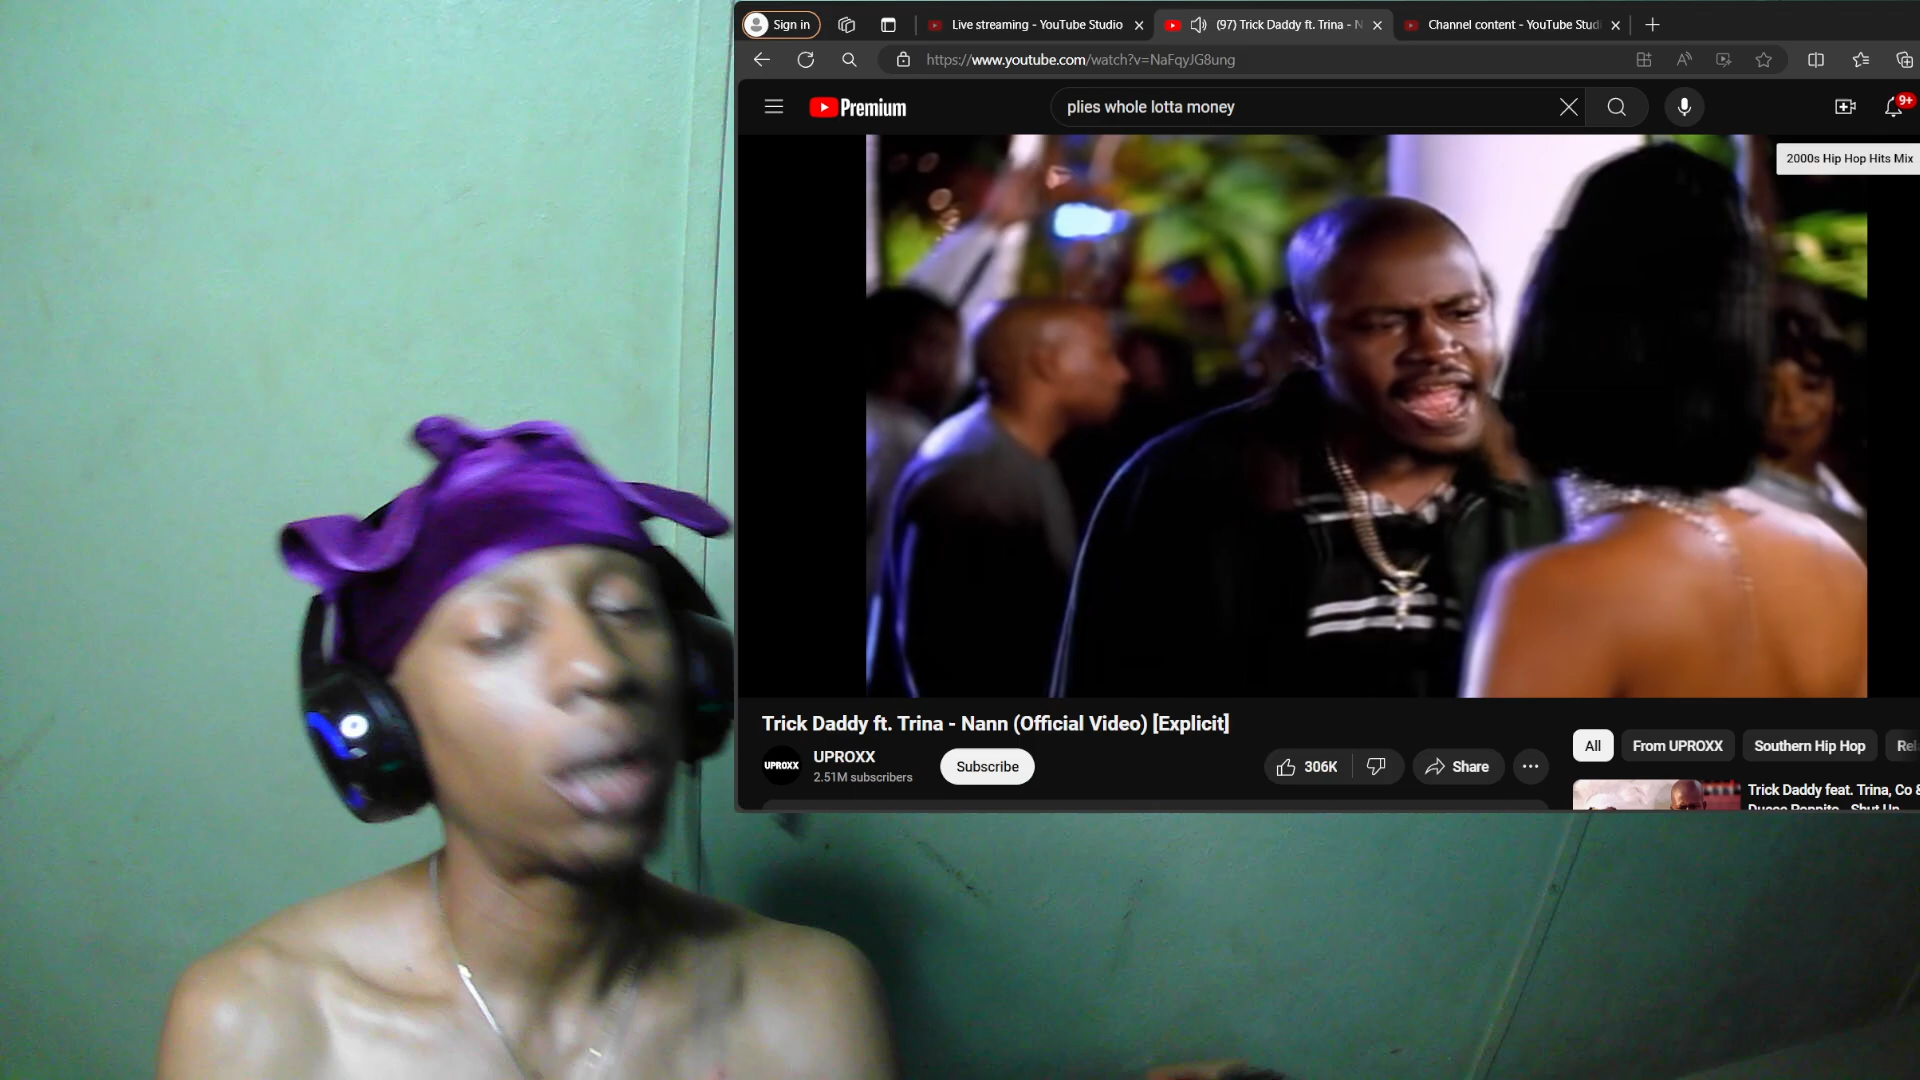 Sign in
Live streaming - YouTube Studio
(97) Trick Daddy ft. Trina - N
Channel content - YouTube Studi
https://www.youtube.com/watch?v=NaFqyJG8ung
Premium
plies whole lotta money
9+
2000s Hip Hop Hits Mix
Trick Daddy ft. Trina - Nann (Official Video) [Explicit]
UPROXX
UPROXX
2.51M subscribers
Subscribe
306K
Share
All
From UPROXX
Southern Hip Hop
Rel
Trick Daddy feat. Trina, Co &